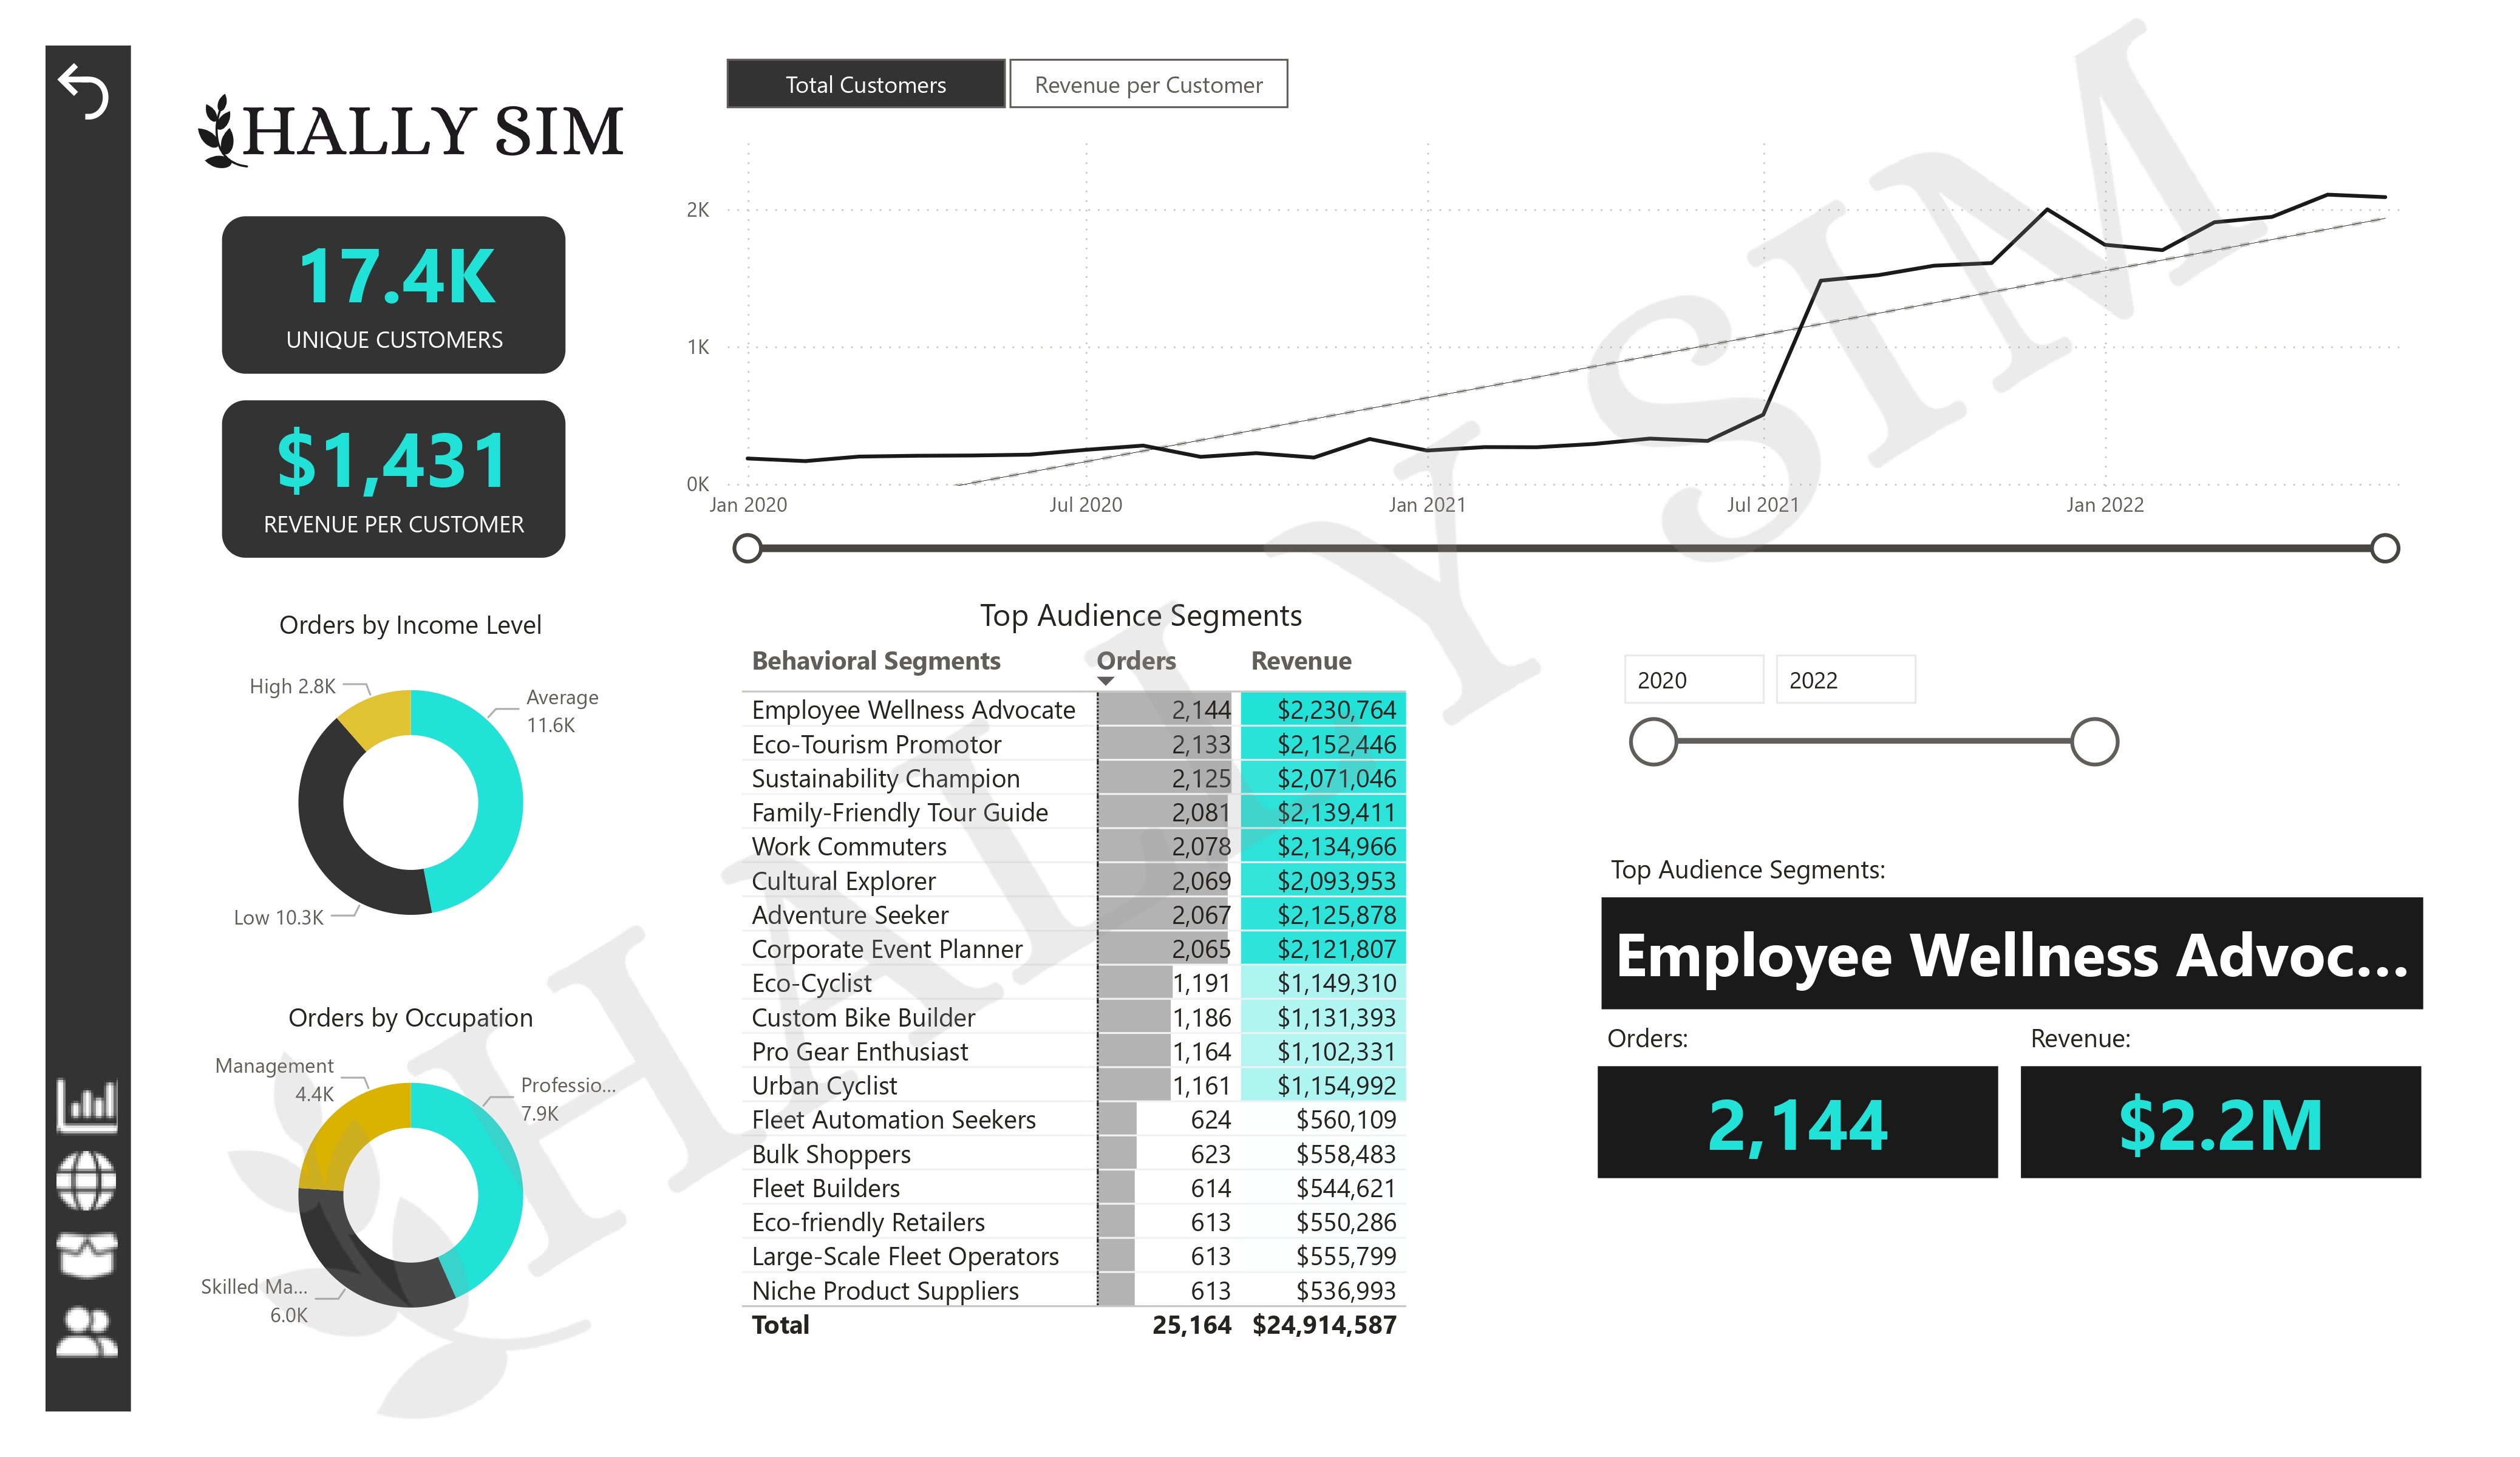 HALLY SIM
Total Customers
Revenue per Customer
17.4K
UNIQUE CUSTOMERS
$1,431
REVENUE PER CUSTOMER
2K
1K
0K
Jan 2020
Jul 2020
Jan 2021
Jul 2021
Jan 2022
Orders by Income Level
High 2.8K
Average
11.6K
Low 10.3K
Orders by Occupation
Management
4.4K
Professio...
7.9K
Skilled Ma...
6.0K
Top Audience Segments
Behavioral Segments Orders Revenue
Employee Wellness Advocate 2,144 $2,230,764
Eco-Tourism Promotor 2,133 $2,152,446
Sustainability Champion 2,125 $2,071,046
Family-Friendly Tour Guide 2,081 $2,139,411
Work Commuters 2,078 $2,134,966
Cultural Explorer 2,069 $2,093,953
Adventure Seeker 2,067 $2,125,878
Corporate Event Planner 2,065 $2,121,807
Eco-Cyclist 1,191 $1,149,310
Custom Bike Builder 1,186 $1,131,393
Pro Gear Enthusiast 1,164 $1,102,331
Urban Cyclist 1,161 $1,154,992
Fleet Automation Seekers 624 $560,109
Bulk Shoppers 623 $558,483
Fleet Builders 614 $544,621
Eco-friendly Retailers 613 $550,286
Large-Scale Fleet Operators 613 $555,799
Niche Product Suppliers 613 $536,993
Total 25,164 $24,914,587
2020 2022
Top Audience Segments:
Employee Wellness Advoc...
Orders:
2,144
Revenue:
$2.2M
HALLY SIM